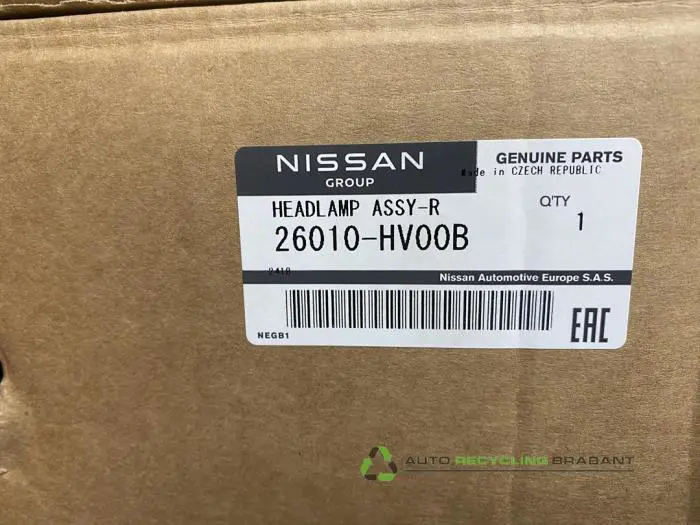 NISSAN
GROUP
GENUINE PARTS
Made in CZECH REPUBLIC
HEADLAMP ASSY-R
Q'TY
26010-HV00B
1
2410
Nissan Automotive Europe S.A.S.
NEGB1
EAC
AUTO RECYCLING BRABANT